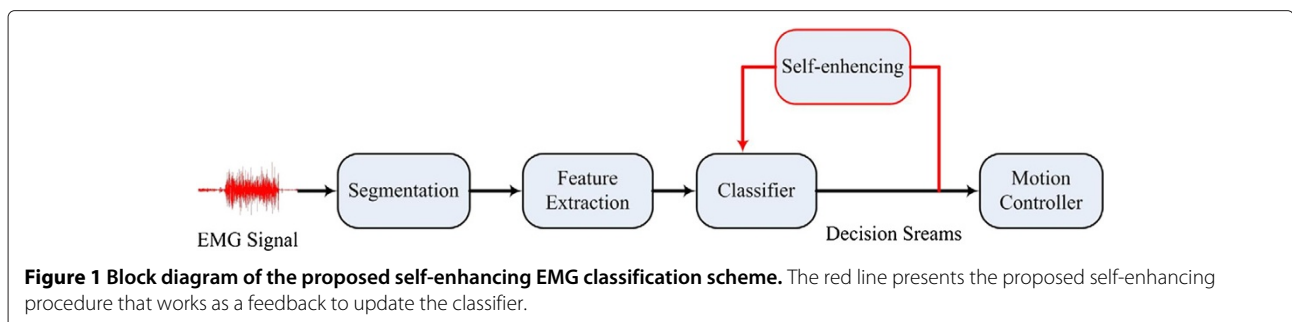 Self-enhencing
Segmentation
Feature
Extraction
Classifier
Motion
Controller
EMG Signal
Decision Sreams
Figure 1 Block diagram of the proposed self-enhancing EMG classification scheme. The red line presents the proposed self-enhancing
procedure that works as a feedback to update the classifier.